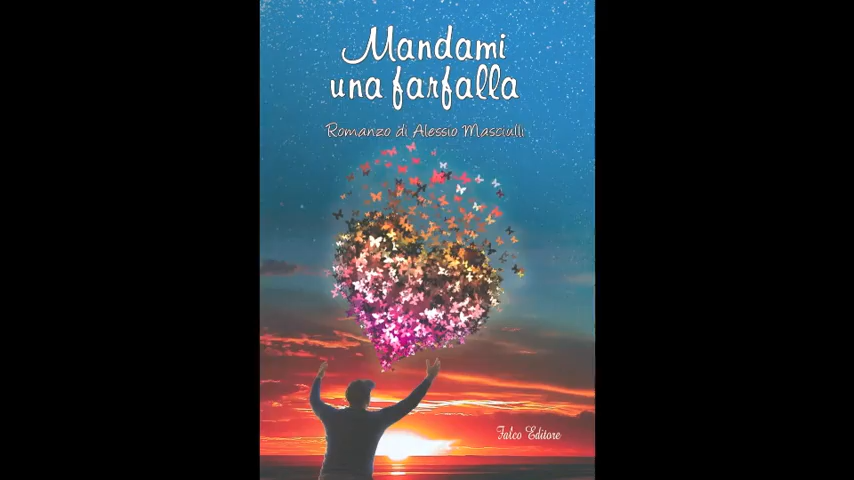 Mandami
una farfalla
Romanzo di Alessio Masciulli
Falco Editore